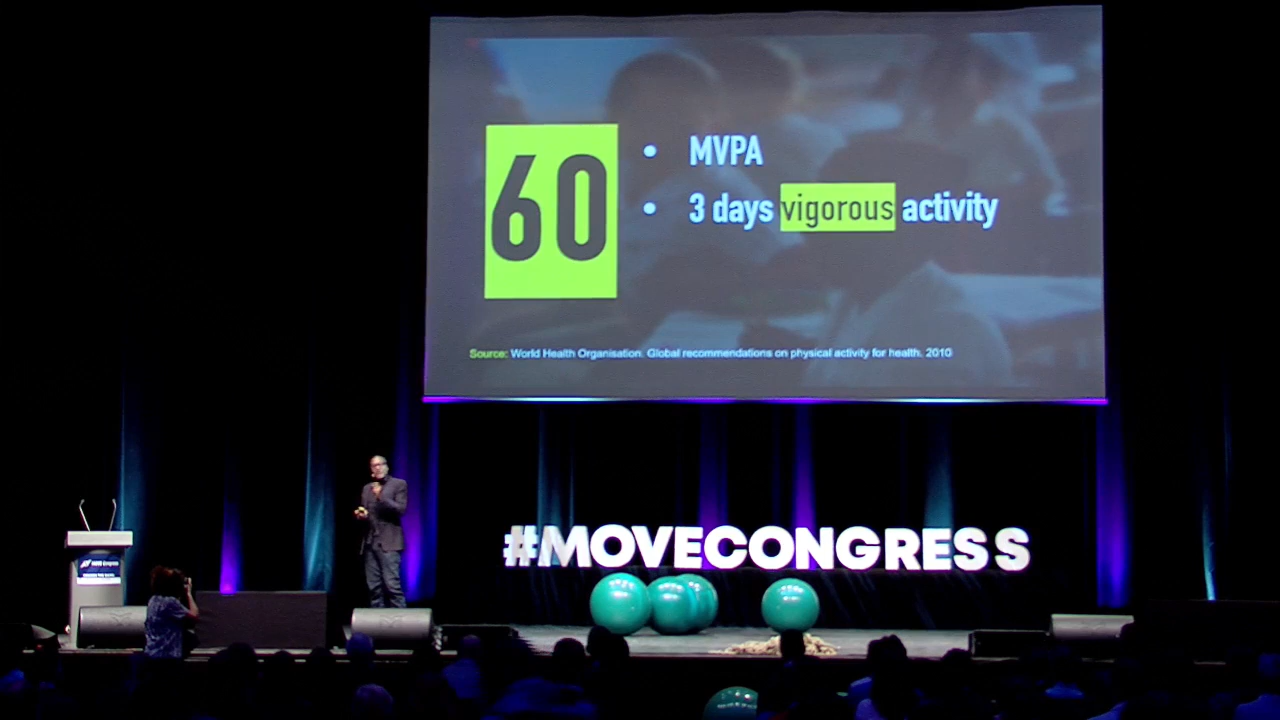 60
• MVPA
• 3 days vigorous activity
Source: World Health Organisation. Global recommendations on physical activity for health. 2010
#MOVECONGRESS